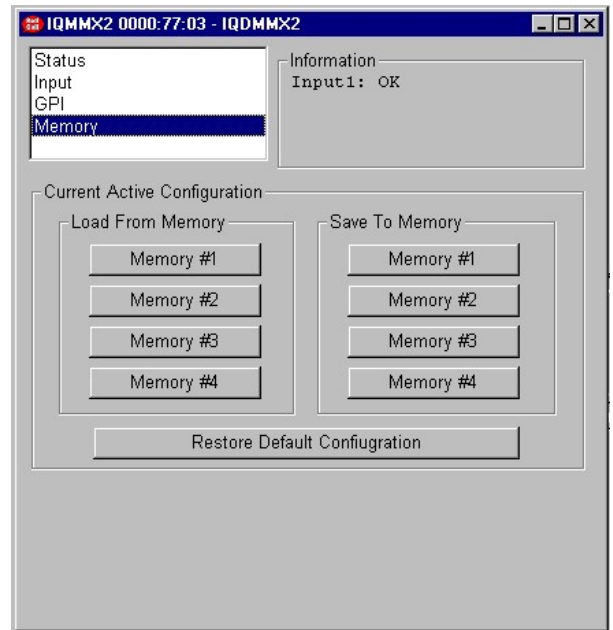 IQMMX2 0000:77:03 - IQDMMX2
Status
Input
GPI
Memory
Information
Input1: OK
Current Active Configuration
Load From Memory
Memory #1
Memory #2
Memory #3
Memory #4
Save To Memory
Memory #1
Memory #2
Memory #3
Memory #4
Restore Default Confiugration